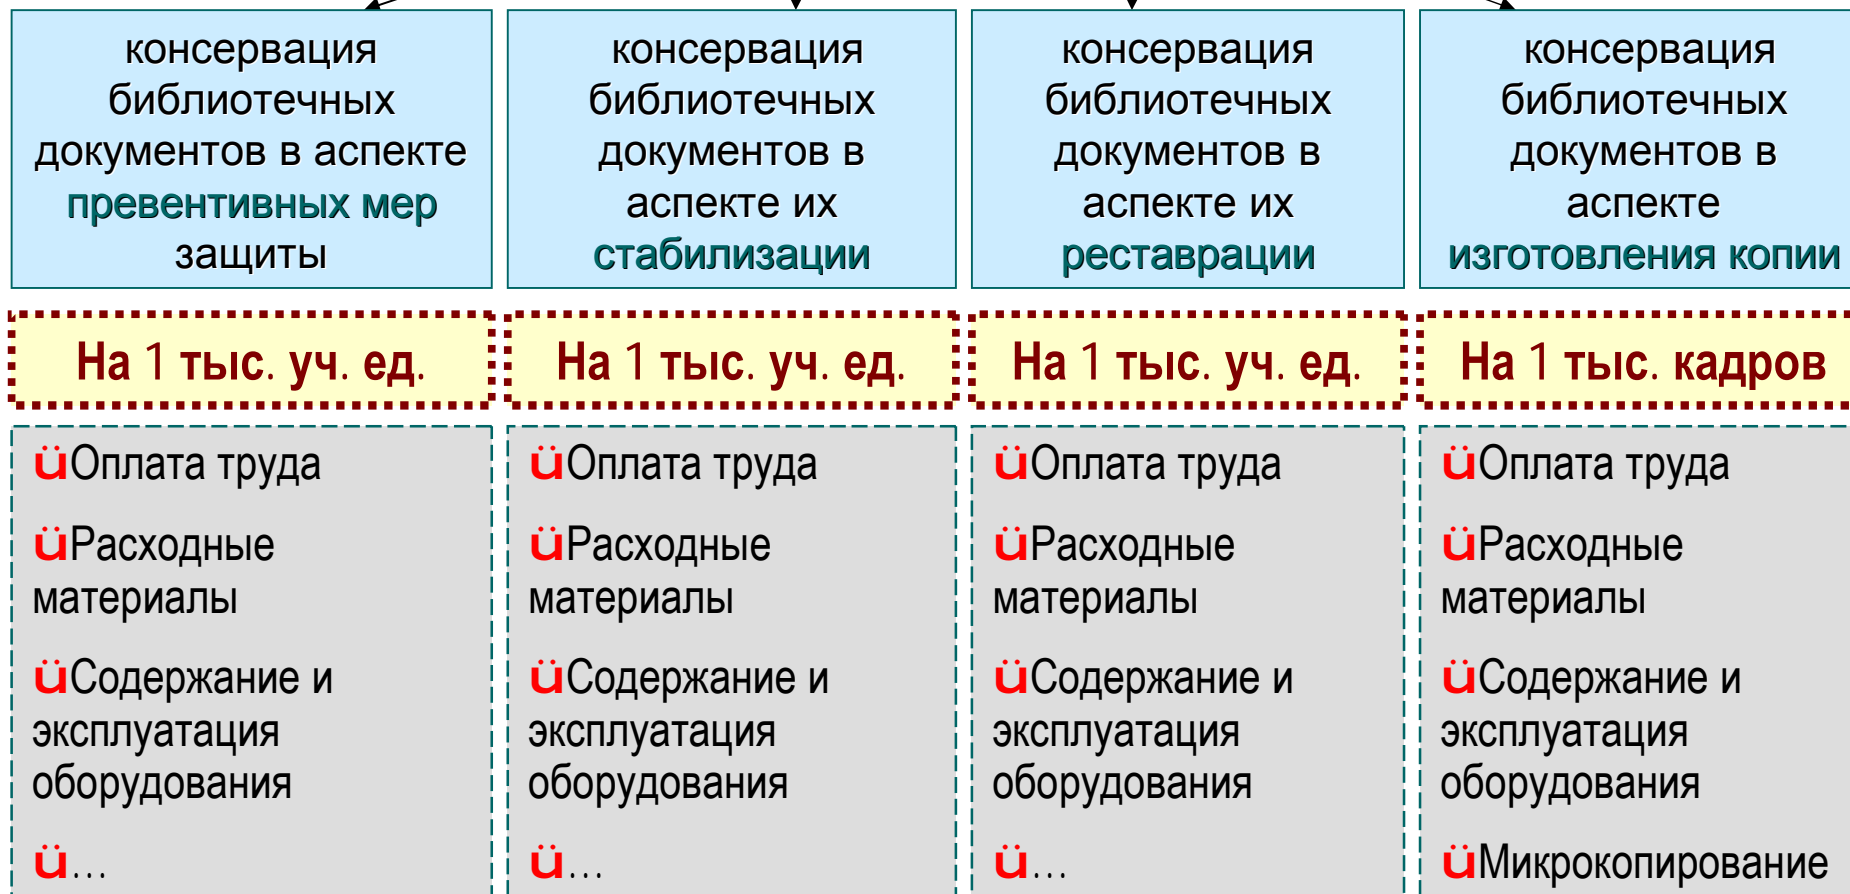 консервация
библиотечных
документов в аспекте
превентивных мер
защиты
консервация
библиотечных
документов в
аспекте их
стабилизации
консервация
библиотечных
документов в
аспекте их
реставрации
консервация
библиотечных
документов в
аспекте
изготовления копии
На 1 тыс. уч. ед.
На 1 тыс. уч. ед.
На 1 тыс. уч. ед.
На 1 тыс. кадров
üОплата труда
üРасходные
материалы
üСодержание и
эксплуатация
оборудования
ü...
üОплата труда
üРасходные
материалы
üСодержание и
эксплуатация
оборудования
ü...
üОплата труда
üРасходные
материалы
üСодержание и
эксплуатация
оборудования
ü...
üОплата труда
üРасходные
материалы
üСодержание и
эксплуатация
оборудования
üМикрокопирование